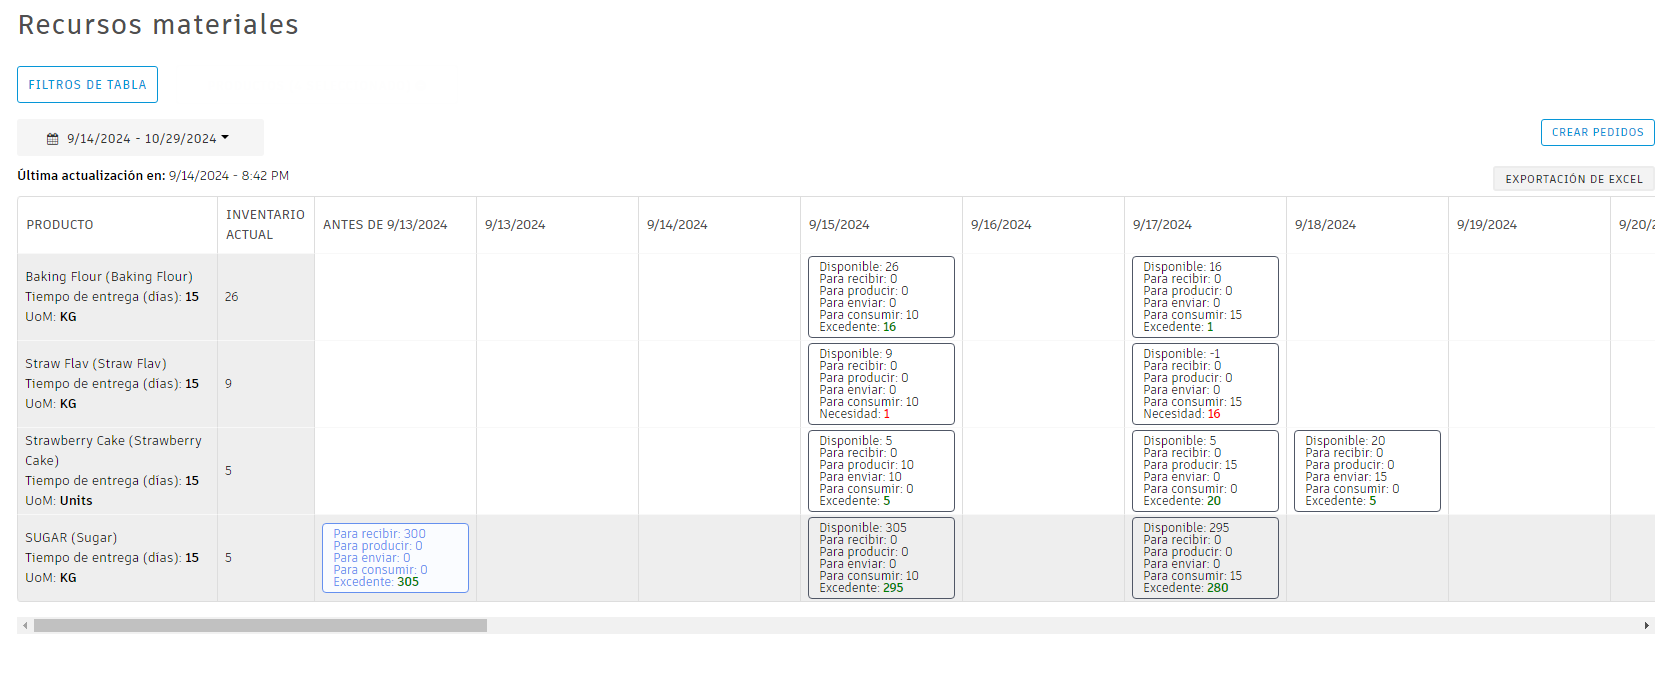 Recursos materiales
FILTROS DE TABLA
9/14/2024 - 10/29/2024
CREAR PEDIDOS
Última actualización en: 9/14/2024 - 8:42 PM
EXPORTACIÓN DE EXCEL
PRODUCTO
INVENTARIO
ACTUAL
ANTES DE 9/13/2024
9/13/2024
9/14/2024
9/15/2024
9/16/2024
9/17/2024
9/18/2024
9/19/2024
9/20/2
Baking Flour (Baking Flour)
Tiempo de entrega (días): 15
UoM: KG
26
Disponible: 26
Para recibir: 0
Para producir: 0
Para enviar: 0
Para consumir: 10
Excedente: 16
Disponible: 16
Para recibir: 0
Para producir: 0
Para enviar: 0
Para consumir: 15
Excedente: 1
Straw Flav (Straw Flav)
Tiempo de entrega (días): 15
UoM: KG
9
Disponible: 9
Para recibir: 0
Para producir: 0
Para enviar: 0
Para consumir: 10
Necesidad: 1
Disponible: -1
Para recibir: 0
Para producir: 0
Para enviar: 0
Para consumir: 15
Necesidad: 16
Strawberry Cake (Strawberry
Cake)
Tiempo de entrega (días): 15
UoM: Units
5
Disponible: 5
Para recibir: 0
Para producir: 10
Para enviar: 10
Para consumir: 0
Excedente: 5
Disponible: 5
Para recibir: 0
Para producir: 15
Para enviar: 0
Para consumir: 0
Excedente: 20
Disponible: 20
Para recibir: 0
Para producir: 0
Para enviar: 15
Para consumir: 0
Excedente: 5
SUGAR (Sugar)
Tiempo de entrega (días): 15
UoM: KG
5
Para recibir: 300
Para producir: 0
Para enviar: 0
Para consumir: 0
Excedente: 305
Disponible: 305
Para recibir: 0
Para producir: 0
Para enviar: 0
Para consumir: 10
Excedente: 295
Disponible: 295
Para recibir: 0
Para producir: 0
Para enviar: 0
Para consumir: 15
Excedente: 280